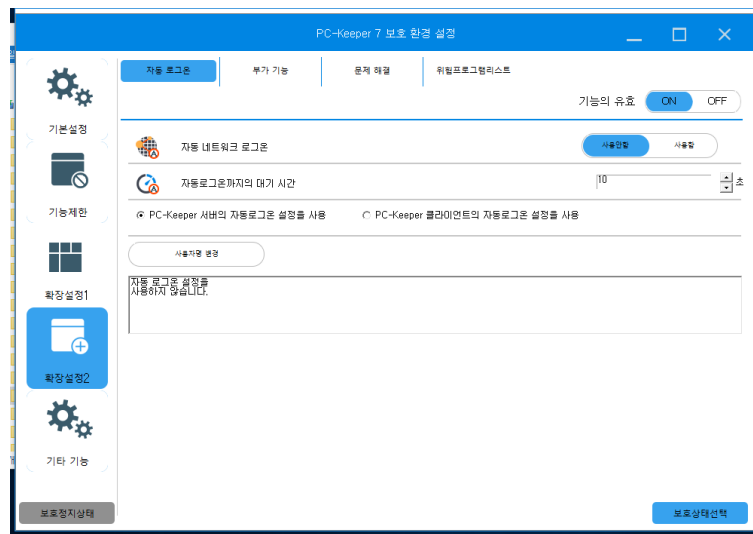 PC-Keeper 7 보호 환경 설정
자동 로그온
부가 기능
문제 해결
위험프로그램리스트
기능의 유효
ON
OFF
기본설정
자동 네트워크 로그온
사용안함
사용함
자동로그온까지의 대기 시간
10
초
기능제한
PC-Keeper 서버의 자동로그온 설정을 사용
PC-Keeper 클라이언트의 자동로그온 설정을 사용
사용자명 변경
자동 로그온 설정을
사용하지 않습니다.
확장설정1
확장설정2
기타 기능
보호정지상태
보호상태선택